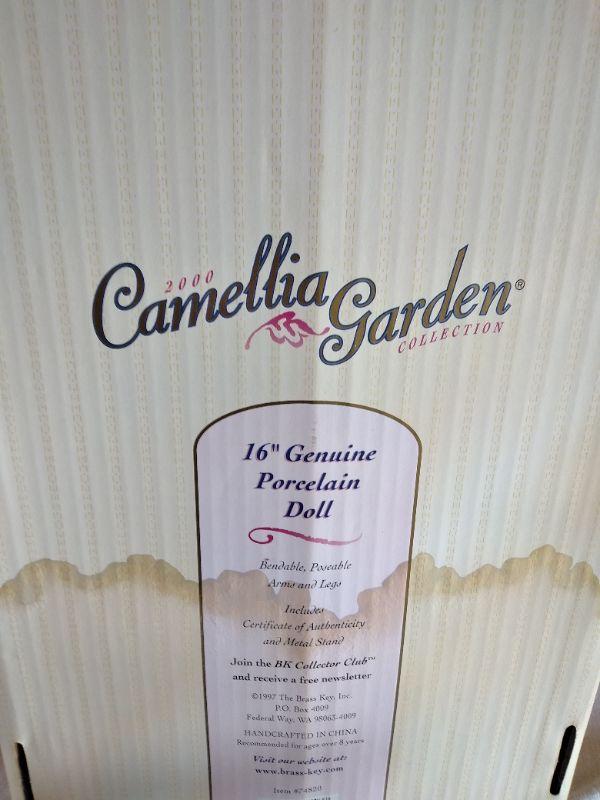 2000
Camellia
Garden®
COLLECTION
16" Genuine
Porcelain
Doll
Bendable, Poseable
Arms and Legs
Includes
Certificate of Authenticity
and Metal Stand
Join the BK Collector Club™
and receive a free newsletter
©1997 The Brass Key, Inc.
P.O. Box 4009
Federal Way, WA 98063-4009
HANDCRAFTED IN CHINA
Recommended for ages over 8 years
Visit our website at:
www.brass-key.com
Item #74820